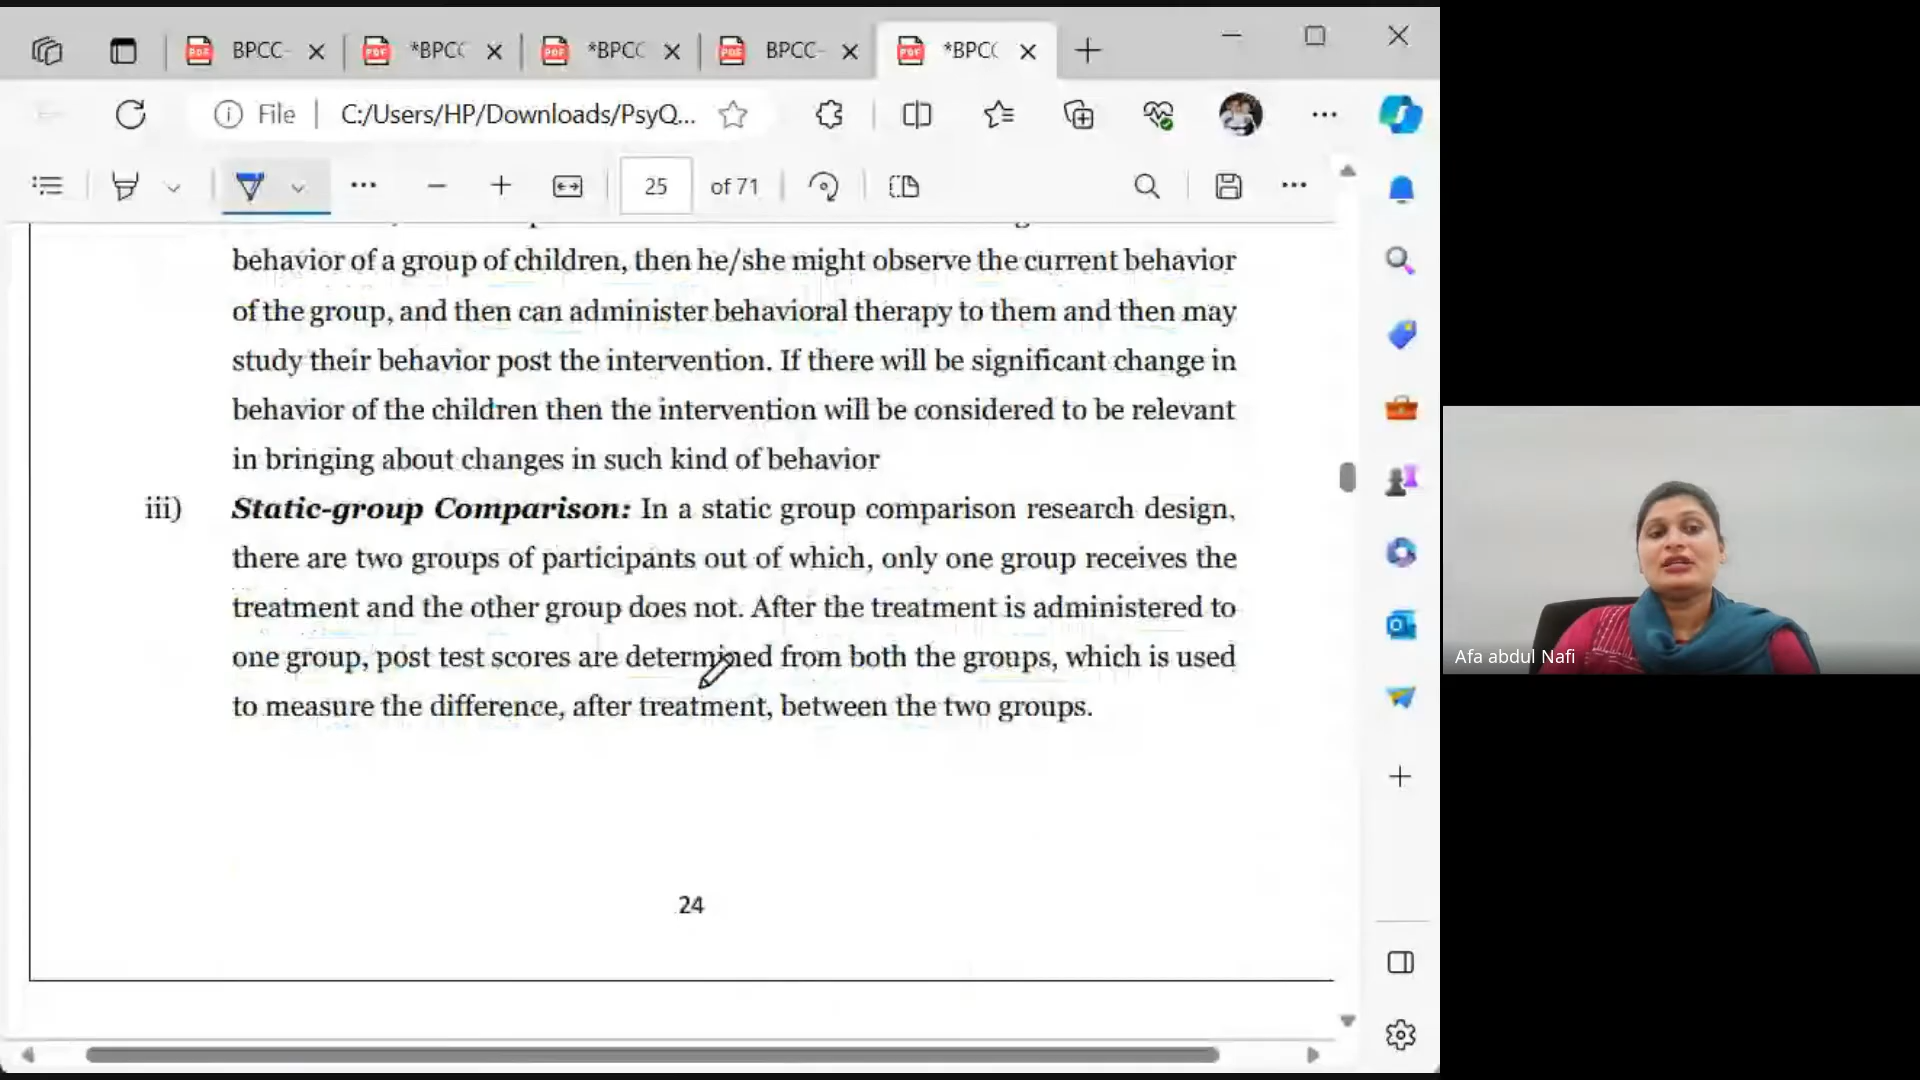 BPCC-
*BPCC
*BPCC
BPCC-
*BPCC
File
C:/Users/HP/Downloads/PsyQ...
25 of 71
behavior of a group of children, then he/she might observe the current behavior
of the group, and then can administer behavioral therapy to them and then may
study their behavior post the intervention. If there will be significant change in
behavior of the children then the intervention will be considered to be relevant
in bringing about changes in such kind of behavior
iii) Static-group Comparison: In a static group comparison research design,
there are two groups of participants out of which, only one group receives the
treatment and the other group does not. After the treatment is administered to
one group, post test scores are determined from both the groups, which is used
to measure the difference, after treatment, between the two groups.
24
Afa abdul Nafi